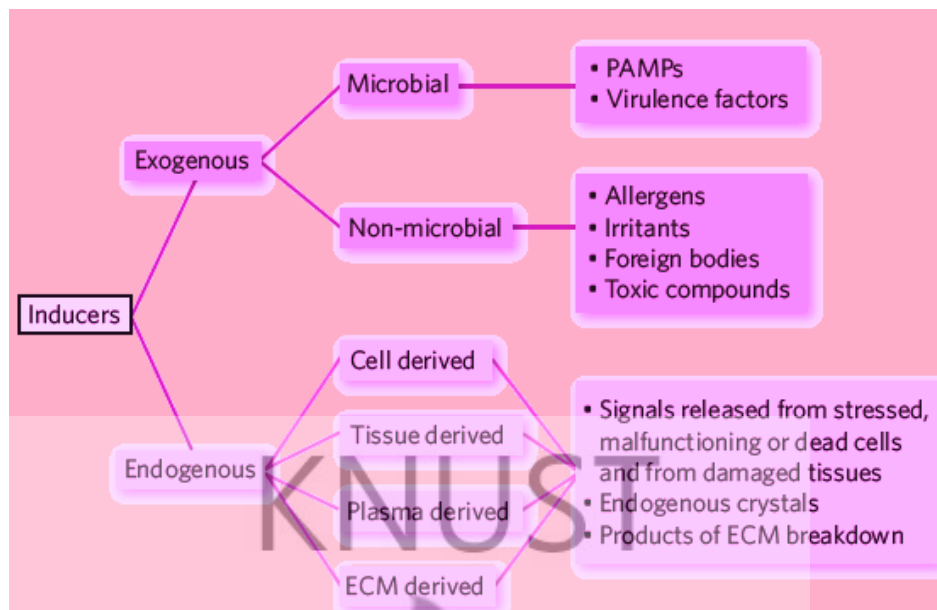 Inducers
Exogenous
Microbial
• PAMPs
• Virulence factors
Non-microbial
• Allergens
• Irritants
• Foreign bodies
• Toxic compounds
Endogenous
Cell derived
Tissue derived
Plasma derived
ECM derived
• Signals released from stressed,
malfunctioning or dead cells
and from damaged tissues
• Endogenous crystals
• Products of ECM breakdown
KNUST